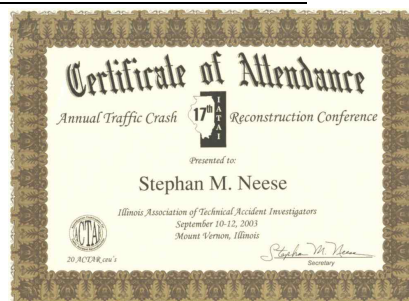 Certificate of Attendance
Annual Traffic Crash 17th IATAI Reconstruction Conference
Presented to:
Stephan M. Neese
Illinois Association of Technical Accident Investigators
September 10-12, 2003
Mount Vernon, Illinois
ACTAR
20 ACTAR ceu's
Stephan M. Neese
Secretary